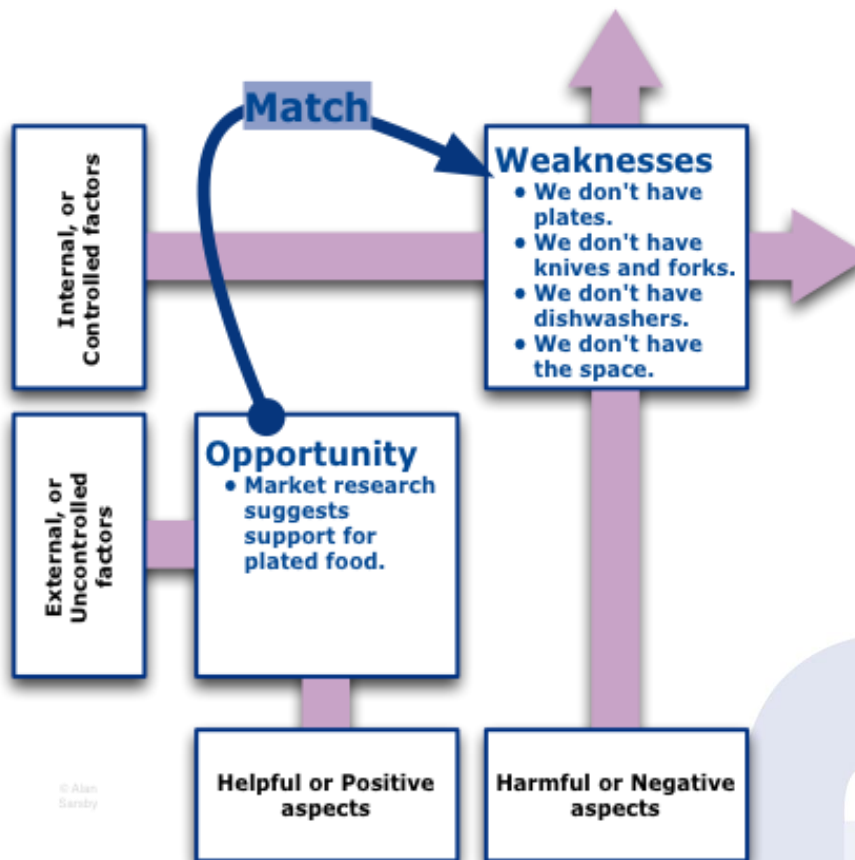 Match
Internal, or
Controlled factors
Weaknesses
• We don't have
plates.
• We don't have
knives and forks.
• We don't have
dishwashers.
• We don't have
the space.
External, or
Uncontrolled
factors
Opportunity
• Market research
suggests
support for
plated food.
Helpful or Positive
aspects
Harmful or Negative
aspects
© Alan
Sarsby